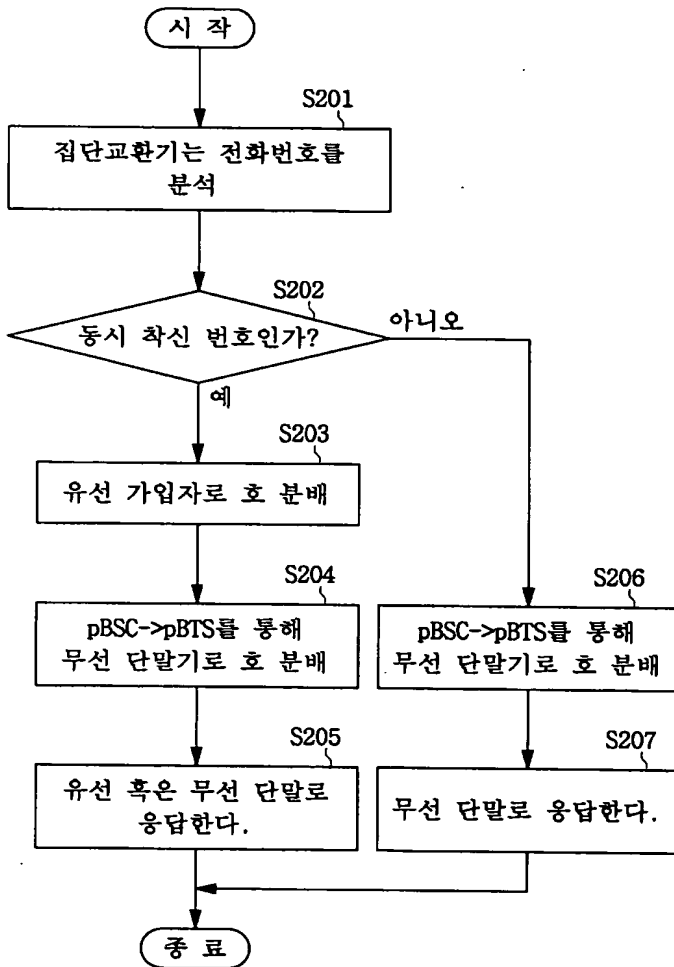 시 작
S201
집단교환기는 전화번호를
분석
S202
동시 착신 번호인가?
아니오
예
S203
유선 가입자로 호 분배
S204
pBSC->pBTS를 통해
무선 단말기로 호 분배
S205
유선 혹은 무선 단말로
응답한다.
S206
pBSC->pBTS를 통해
무선 단말기로 호 분배
S207
무선 단말로 응답한다.
종 료